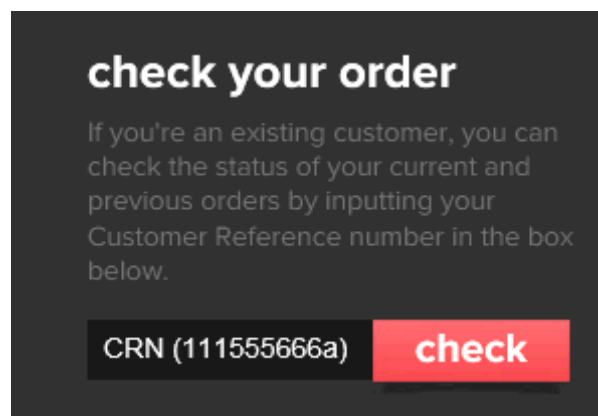 check your order
If you're an existing customer, you can
check the status of your current and
previous orders by inputting your
Customer Reference number in the box
below.
CRN (111555666a) check